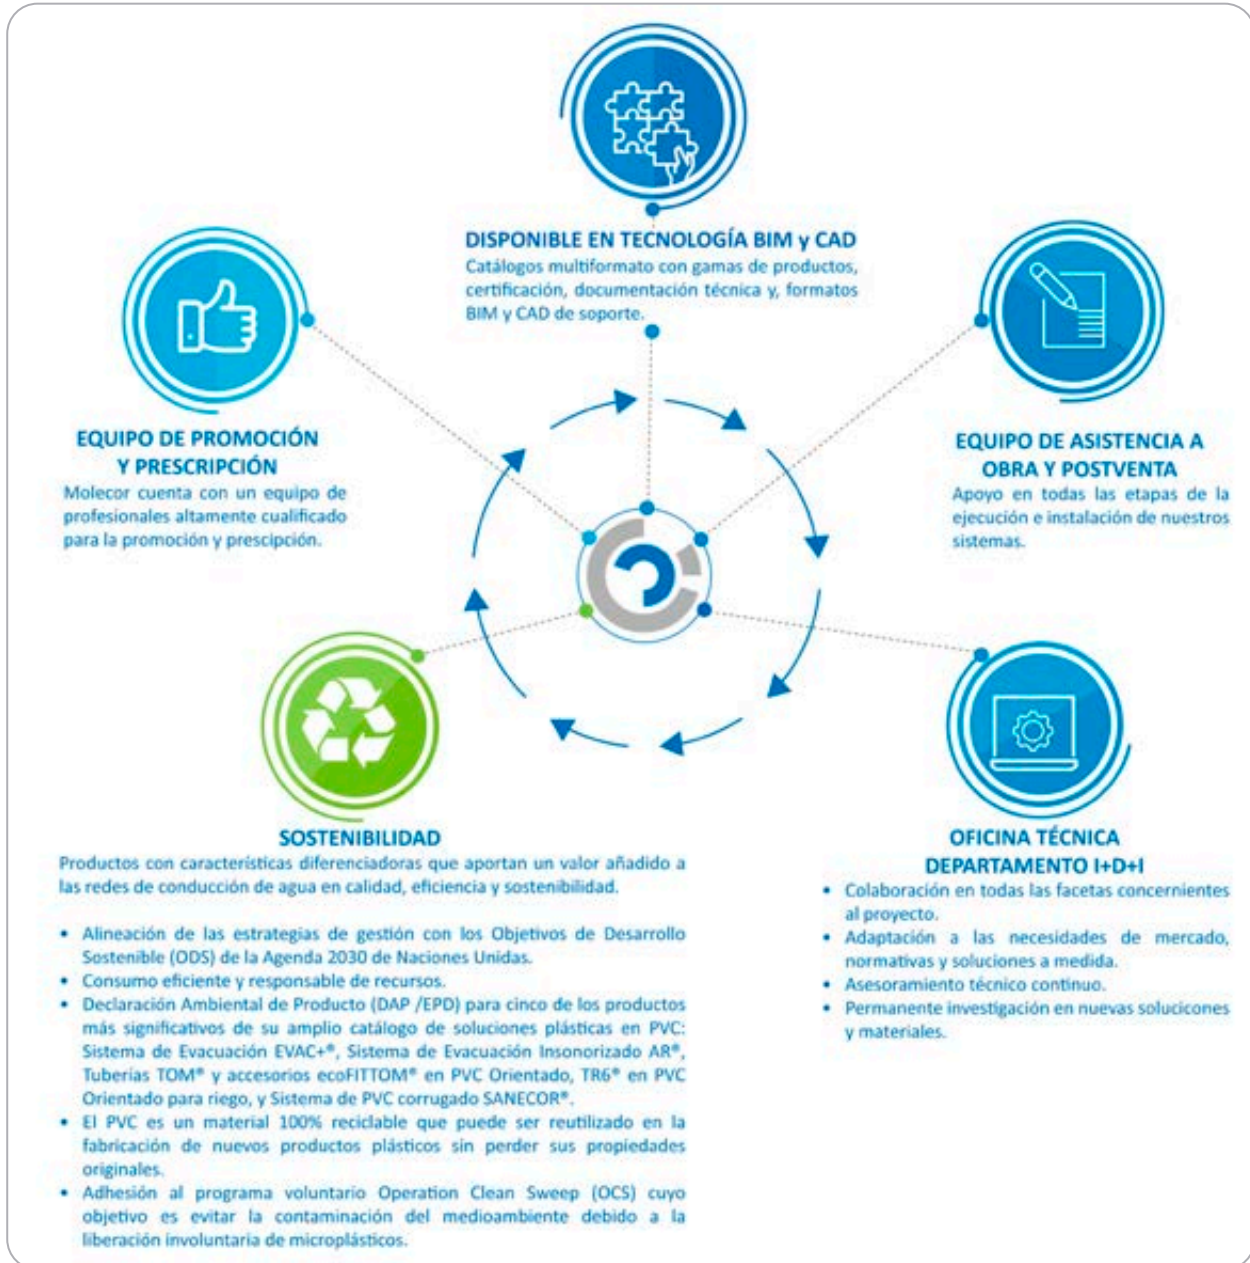 DISPONIBLE EN TECNOLOGÍA BIM y CAD
Catálogos multiformato con gamas de productos,
certificación, documentación técnica y, formatos
BIM y CAD de soporte.
EQUIPO DE PROMOCIÓN
Y PRESCRIPCIÓN
Molecor cuenta con un equipo de
profesionales altamente cualificado
para la promoción y prescipción.
EQUIPO DE ASISTENCIA A
OBRA Y POSTVENTA
Apoyo en todas las etapas de la
ejecución e instalación de nuestros
sistemas.
SOSTENIBILIDAD
Productos con características diferenciadoras que aportan un valor añadido a
las redes de conducción de agua en calidad, eficiencia y sostenibilidad.
• Alineación de las estrategias de gestión con los Objetivos de Desarrollo
Sostenible (ODS) de la Agenda 2030 de Naciones Unidas.
• Consumo eficiente y responsable de recursos.
• Declaración Ambiental de Producto (DAP /EPD) para cinco de los productos
más significativos de su amplio catálogo de soluciones plásticas en PVC:
Sistema de Evacuación EVAC+®, Sistema de Evacuación Insonorizado AR®,
Tuberías TOM® y accesorios ecoFITTOM® en PVC Orientado, TR6® en PVC
Orientado para riego, y Sistema de PVC corrugado SANECOR®.
• El PVC es un material 100% reciclable que puede ser reutilizado en la
fabricación de nuevos productos plásticos sin perder sus propiedades
originales.
• Adhesión al programa voluntario Operation Clean Sweep (OCS) cuyo
objetivo es evitar la contaminación del medioambiente debido a la
liberación involuntaria de microplásticos.
OFICINA TÉCNICA
DEPARTAMENTO I+D+I
• Colaboración en todas las facetas concernientes
al proyecto.
• Adaptación a las necesidades de mercado,
normativas y soluciones a medida.
• Asesoramiento técnico continuo.
• Permanente investigación en nuevas solucicones
y materiales.